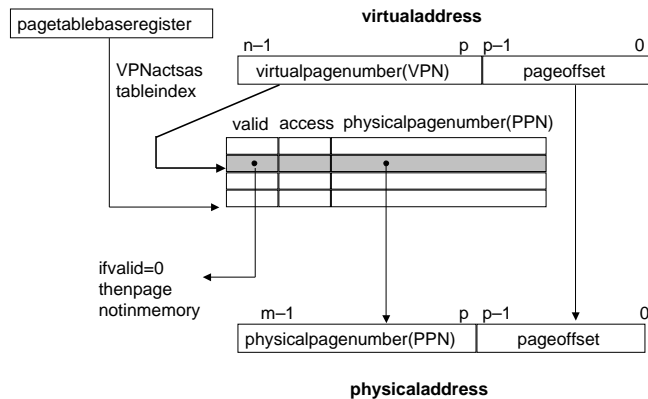 pagetablebaseregister
virtualaddress
n–1 p p–1 0
VPNactsas
tableindex
virtualpagenumber(VPN) pageoffset
valid access physicalpagenumber(PPN)
ifvalid=0
thenpage
notinmemory
m–1 p p–1 0
physicalpagenumber(PPN) pageoffset
physicaladdress